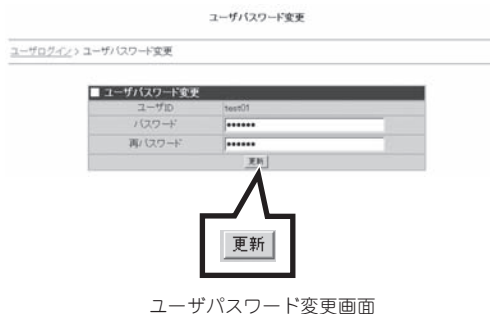 ユーザパスワード変更
ユーザログイン > ユーザパスワード変更
■ ユーザパスワード変更
ユーザID test01
パスワード ●●●●●●
再パスワード ●●●●●●
更新
更新
ユーザパスワード変更画面